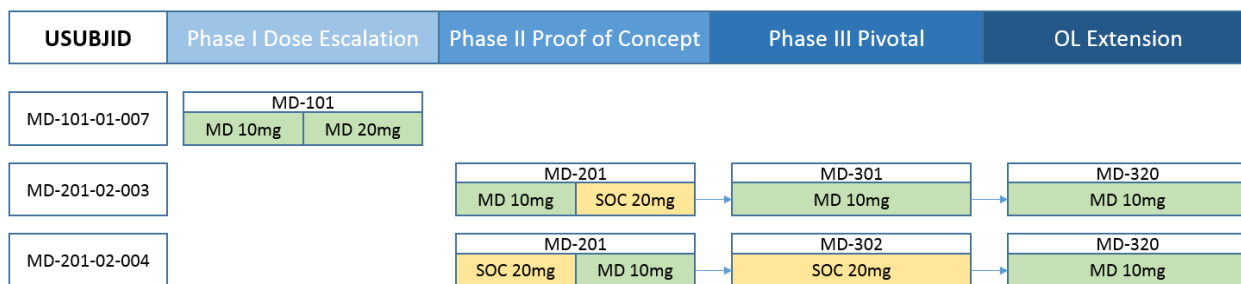 USUBJID Phase I Dose Escalation Phase II Proof of Concept Phase III Pivotal OL Extension
MD-101-01-007
MD-101
MD 10mg MD 20mg
MD-201-02-003
MD-201 MD-301 MD-320
MD 10mg SOC 20mg MD 10mg MD 10mg
MD-201-02-004
MD-201 MD-302 MD-320
SOC 20mg MD 10mg SOC 20mg MD 10mg